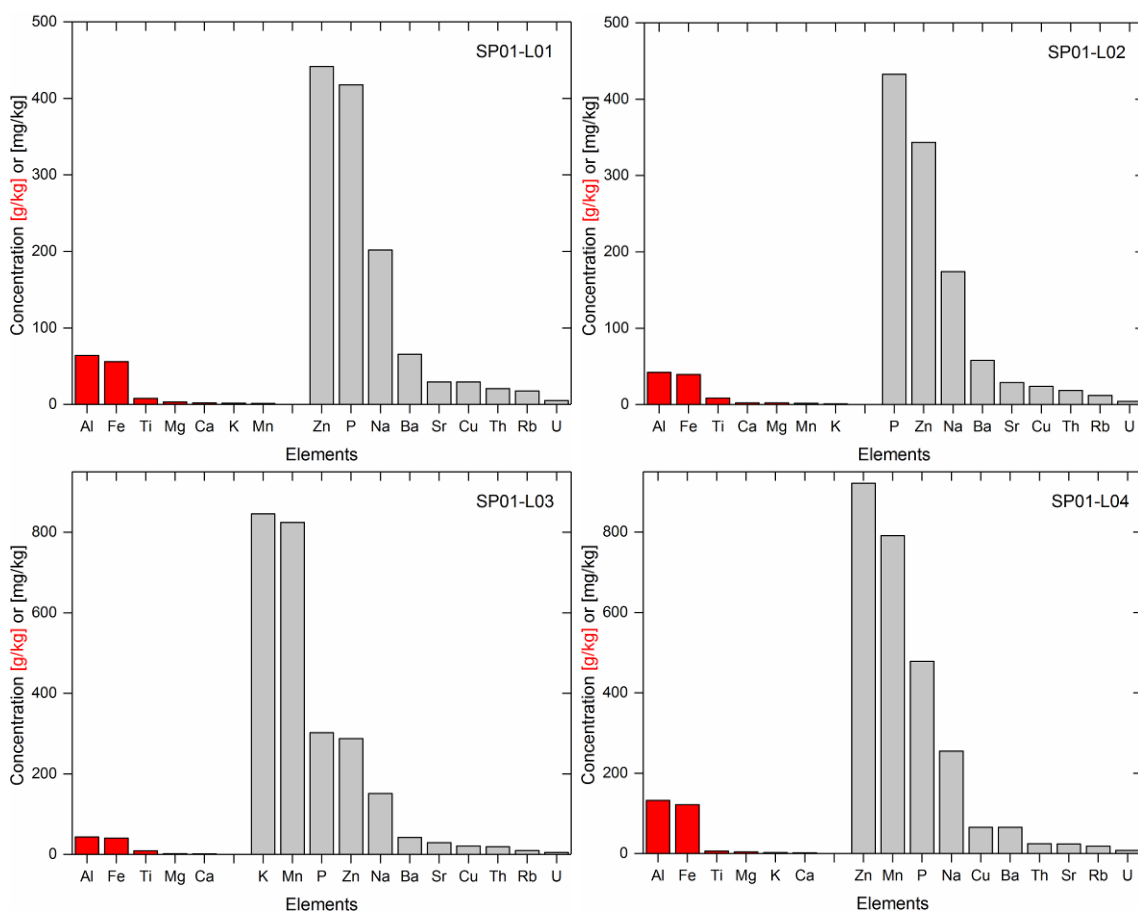 SP01-L01
Concentration [g/kg] or [mg/kg]
500
400
300
200
100
0
Al Fe Ti Mg Ca K Mn Zn P Na Ba Sr Cu Th Rb U
Elements
SP01-L02
Concentration [g/kg] or [mg/kg]
500
400
300
200
100
0
Al Fe Ti Ca Mg Mn K P Zn Na Ba Sr Cu Th Rb U
Elements
SP01-L03
Concentration [g/kg] or [mg/kg]
800
600
400
200
0
Al Fe Ti Mg Ca K Mn P Zn Na Ba Sr Cu Th Rb U
Elements
SP01-L04
Concentration [g/kg] or [mg/kg]
800
600
400
200
0
Al Fe Ti Mg K Ca Zn Mn P Na Cu Ba Th Sr Rb U
Elements